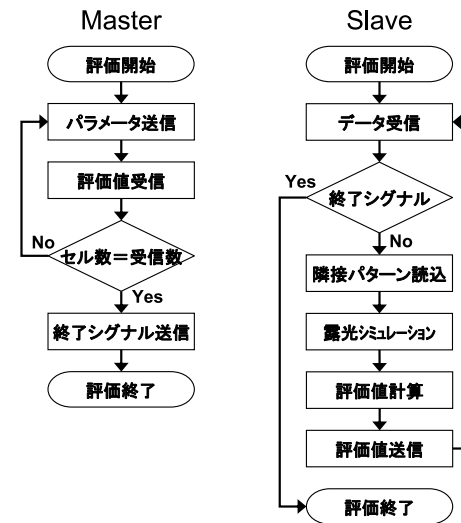 Master
評価開始
パラメータ送信
評価値受信
No
セル数＝受信数
Yes
終了シグナル送信
評価終了
Slave
評価開始
データ受信
Yes
終了シグナル
No
隣接パターン読込
露光シミュレーション
評価値計算
評価値送信
評価終了